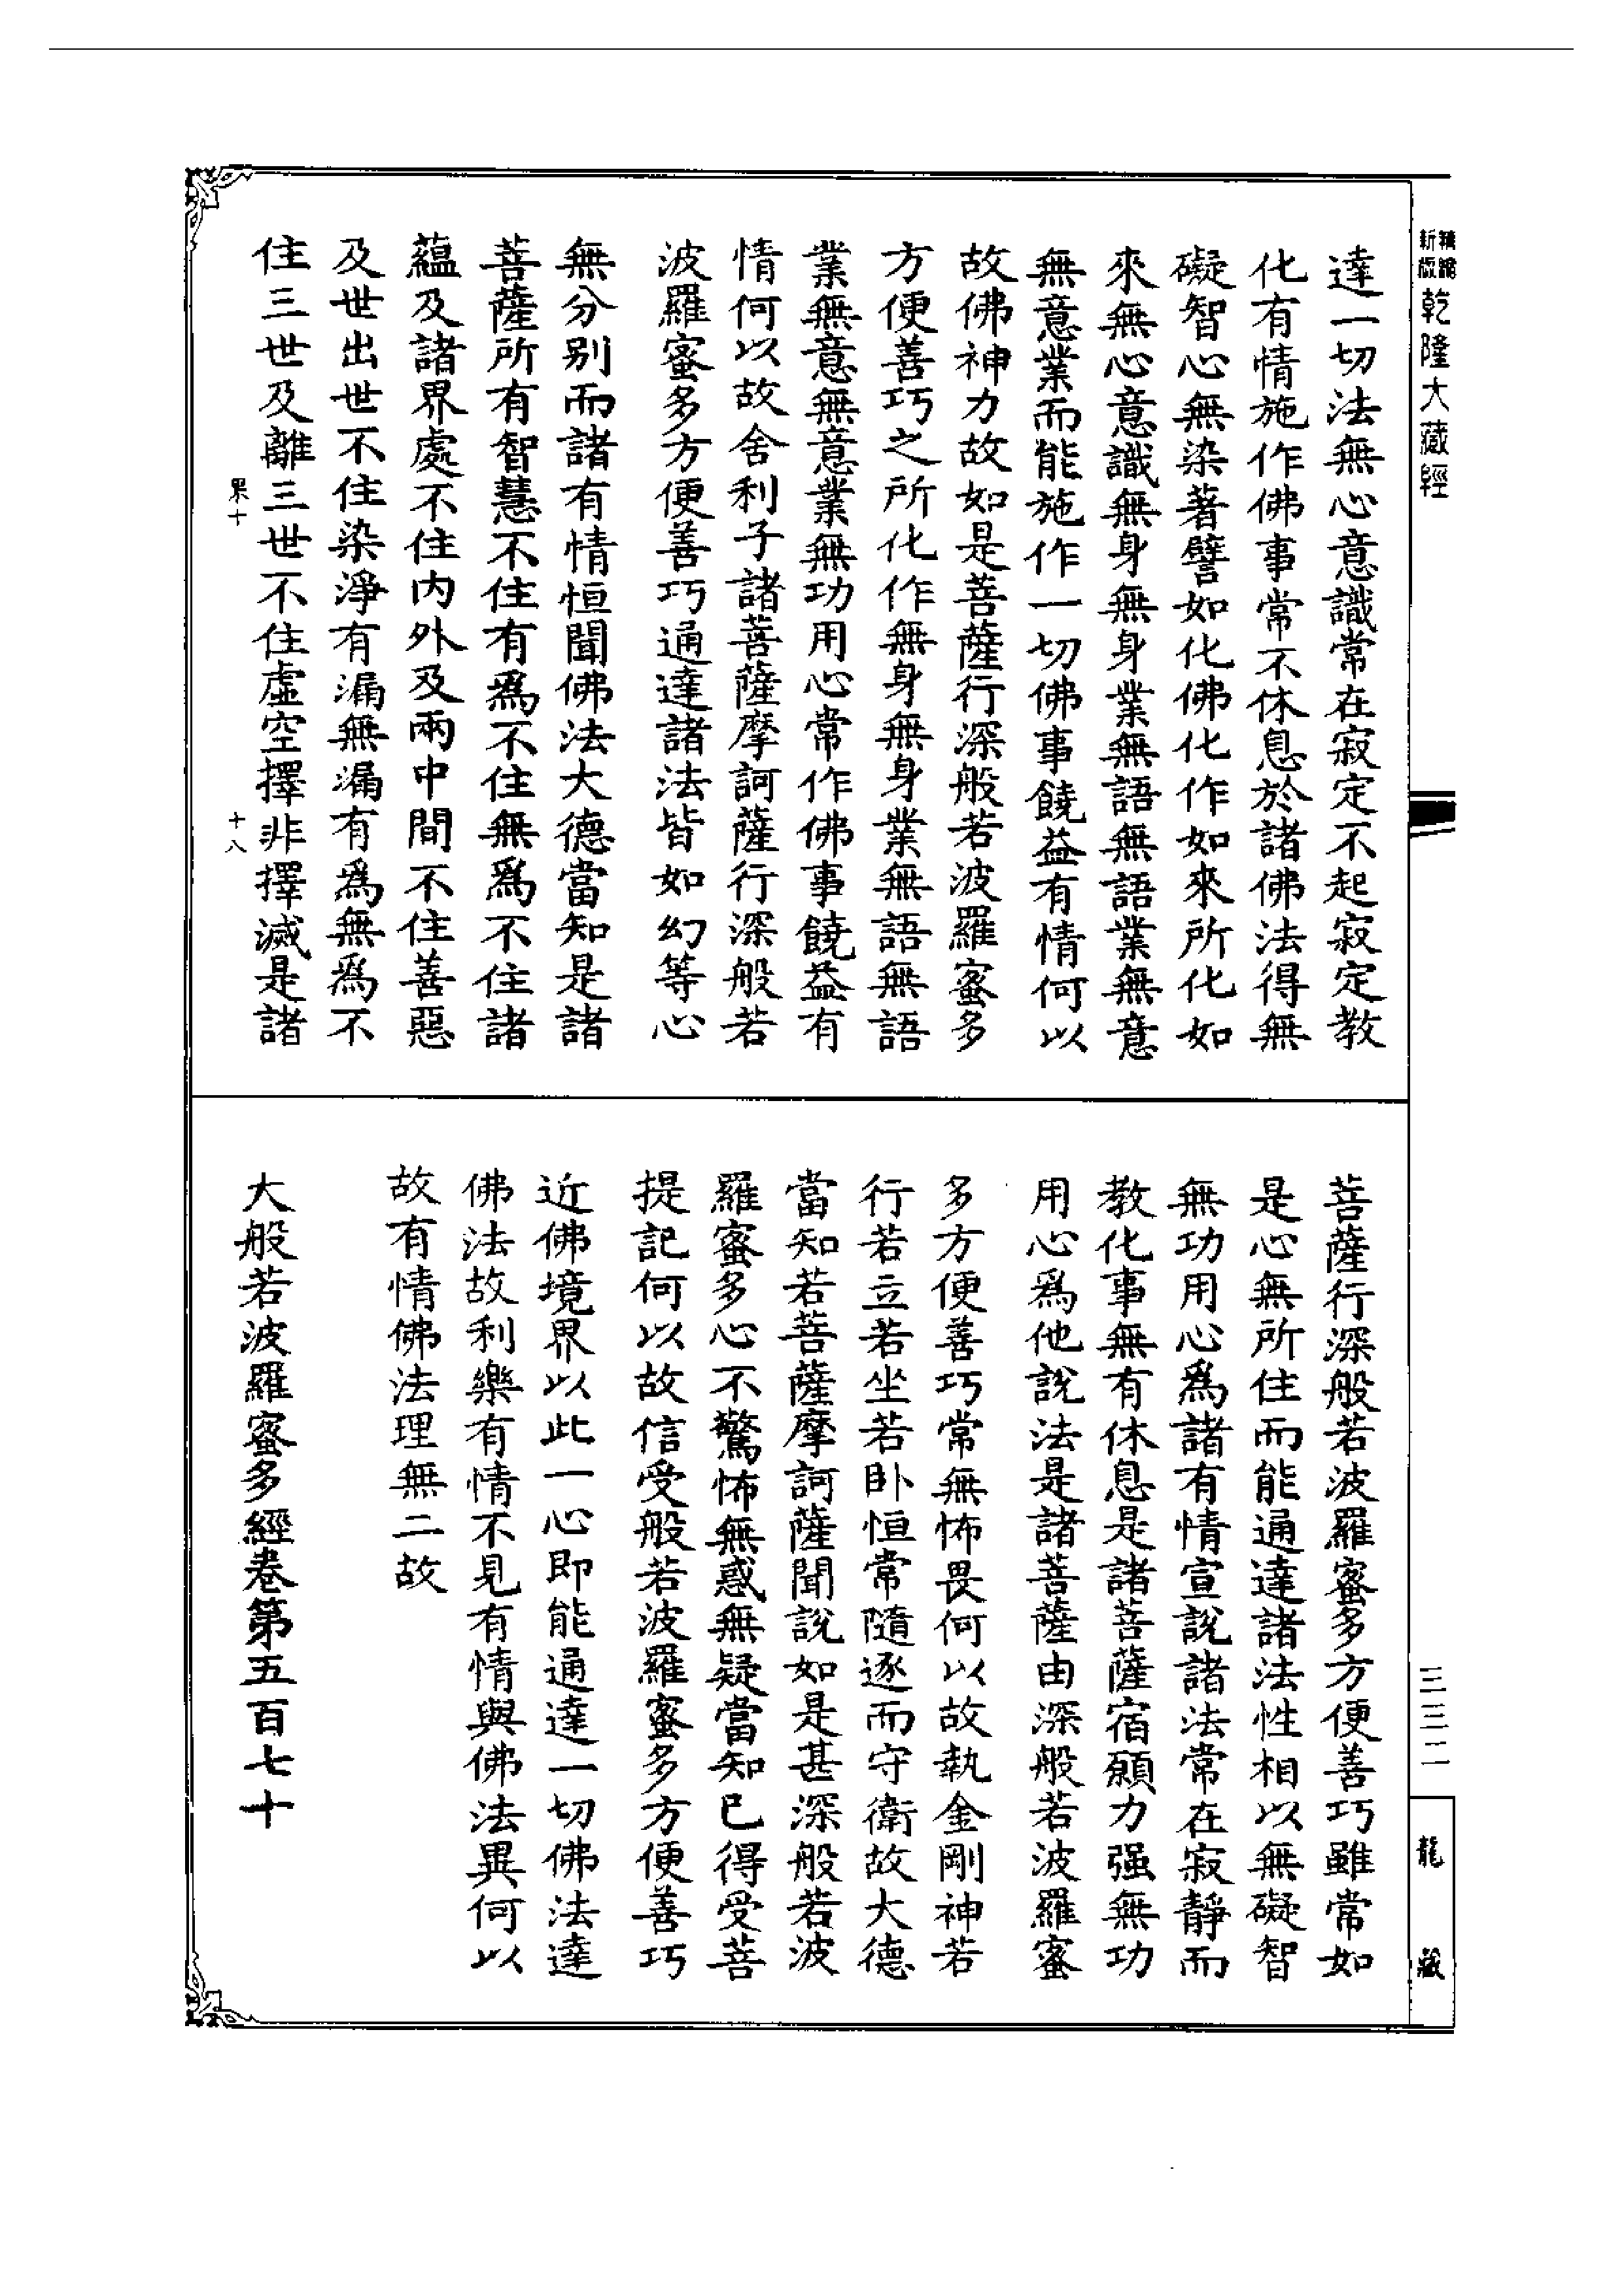 新版
乾隆大藏經
達一切法無心意識常在寂定不起寂定教
化有情施作佛事常不休息於諸佛法得無
礙智心無染著譬如化佛化作如來所化如
來無心意識無身無身業無語無語業無意
無意業而能施作一切佛事饒益有情何以
故佛神力故如是菩薩行深般若波羅蜜多
方便善巧之所化作無身無身業無語無語
業無意無意業無功用心常作佛事饒益有
情何以故舍利子諸菩薩摩訶薩行深般若
波羅蜜多方便善巧通達諸法皆如幻等心
無分別而諸有情恒聞佛法大德當知是諸
菩薩所有智慧不住有爲不住無爲不住諸
蘊及諸界處不住內外及兩中間不住善惡
及世出世不住染淨有漏無漏有爲無爲不
住三世及離三世不住虛空擇非擇滅是諸
果十
十八
菩薩行深般若波羅蜜多方便善巧雖常如
是心無所住而能通達諸法性相以無礙智
無功用心爲諸有情宣說諸法常在寂靜而
教化事無有休息是諸菩薩宿願力强無功
用心爲他說法是諸菩薩由深般若波羅蜜
多方便善巧常無怖畏何以故執金剛神若
行若立若坐若卧恒常隨逐而守衛故大德
當知若菩薩摩訶薩聞說如是甚深般若波
羅蜜多心不驚怖無惑無疑當知已得受菩
提記何以故信受般若波羅蜜多方便善巧
近佛境界以此一心即能通達一切佛法達
佛法故利樂有情不見有情與佛法異何以
故有情佛法理無二故
大般若波羅蜜多經卷第五百七十
三三二
龍藏